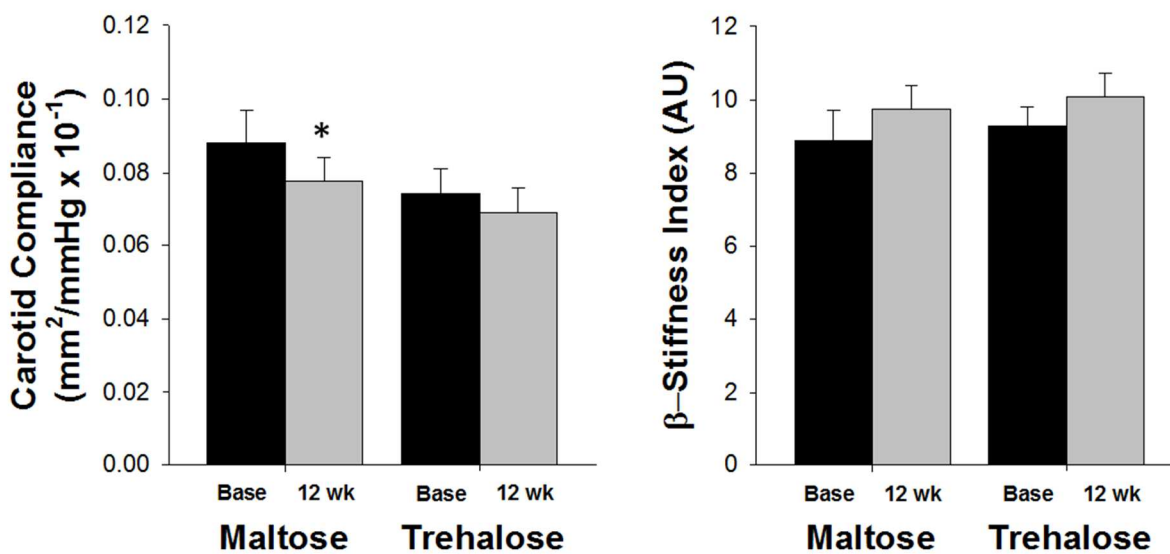 Carotid Compliance
(mm²/mmHg x 10⁻¹)
0.12
0.10
0.08
0.06
0.04
0.02
0.00
*
Base 12 wk Base 12 wk
Maltose Trehalose
β–Stiffness Index (AU)
12
10
8
6
4
2
0
Base 12 wk Base 12 wk
Maltose Trehalose